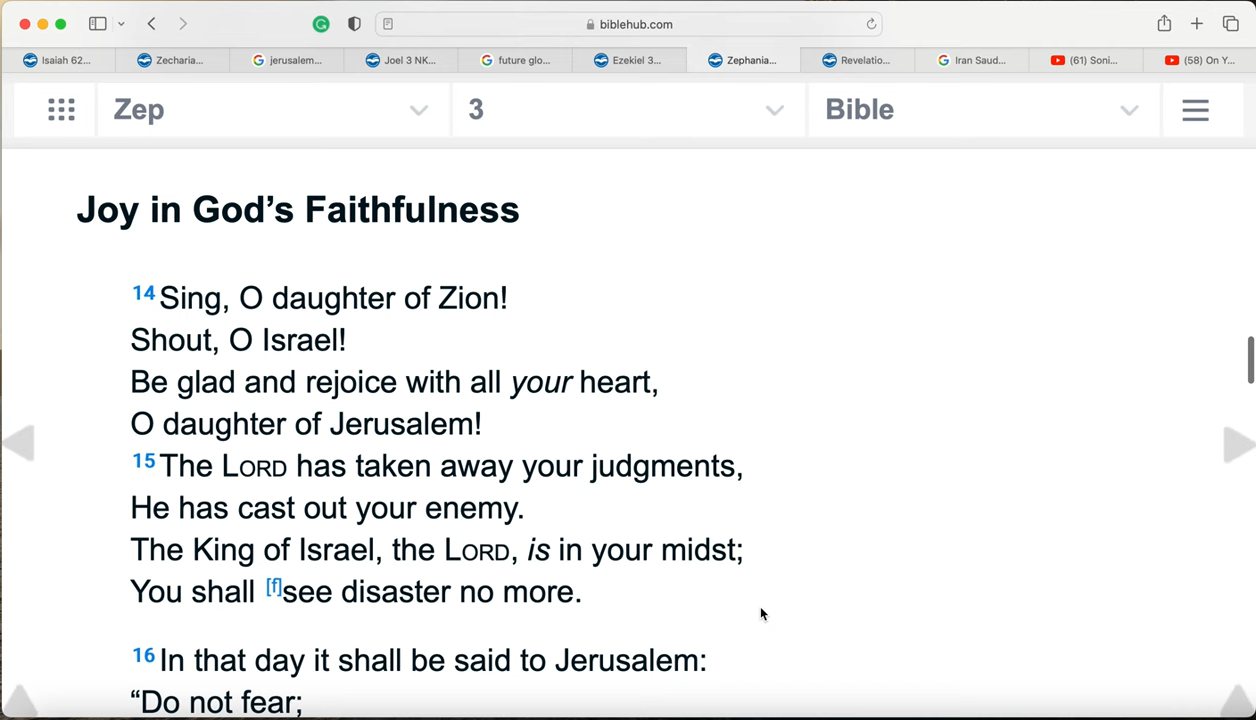 biblehub.com
Isaiah 62...
Zecharia...
jerusalem...
Joel 3 NK...
future glo...
Ezekiel 3...
Zephania...
Revelatio...
Iran Saud...
(61) Soni...
(58) On Y...
Zep
3
Bible
Joy in God’s Faithfulness
14 Sing, O daughter of Zion!
Shout, O Israel!
Be glad and rejoice with all your heart,
O daughter of Jerusalem!
15 The LORD has taken away your judgments,
He has cast out your enemy.
The King of Israel, the LORD, is in your midst;
You shall [f]see disaster no more.
16 In that day it shall be said to Jerusalem:
“Do not fear;